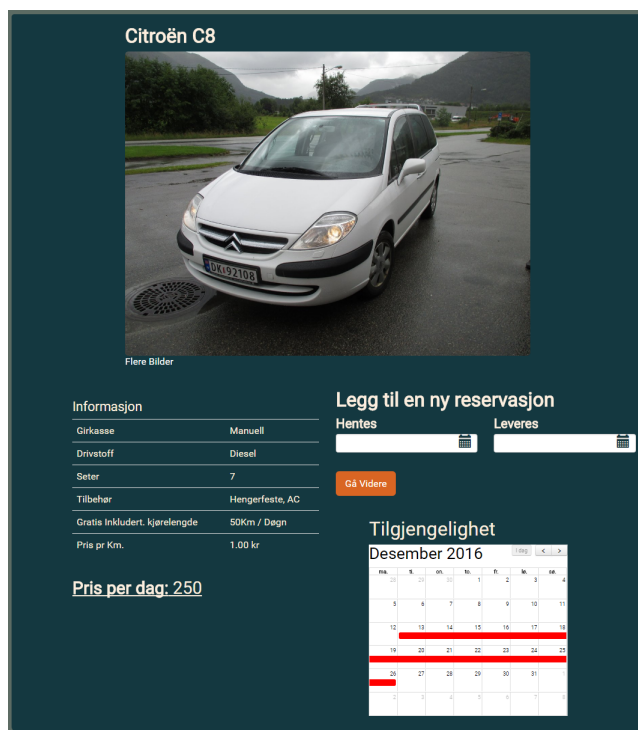 Citroën C8
DK 92108
Flere Bilder
Informasjon
Girkasse Manuell
Drivstoff Diesel
Seter 7
Tilbehør Hengerfeste, AC
Gratis Inkludert. kjørelengde 50Km / Døgn
Pris pr Km. 1.00 kr
Pris per dag: 250
Legg til en ny reservasjon
Hentes Leveres
Gå Videre
Tilgjengelighet
Desember 2016 I dag < >
ma. ti. on. to. fr. lø. sø.
28 29 30 1 2 3 4
5 6 7 8 9 10 11
12 13 14 15 16 17 18
19 20 21 22 23 24 25
26 27 28 29 30 31 1
2 3 4 5 6 7 8